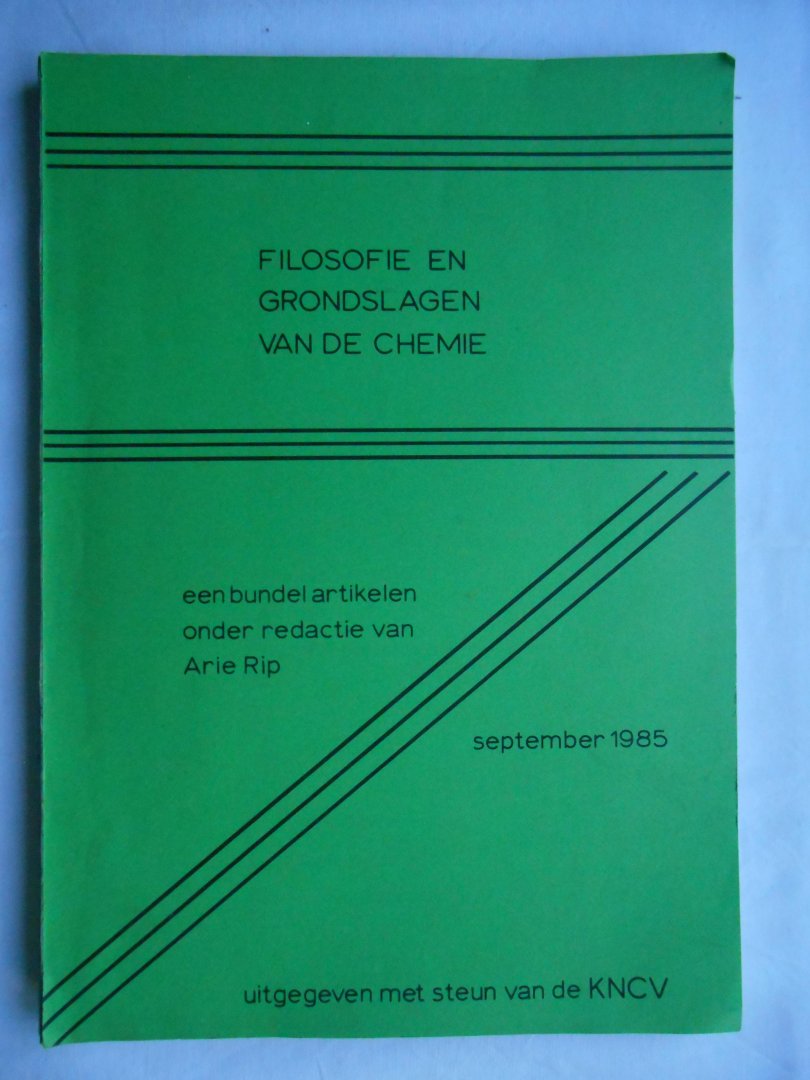 FILOSOFIE EN
GRONDSLAGEN
VAN DE CHEMIE
een bundel artikelen
onder redactie van
Arie Rip
september 1985
uitgegeven met steun van de KNCV